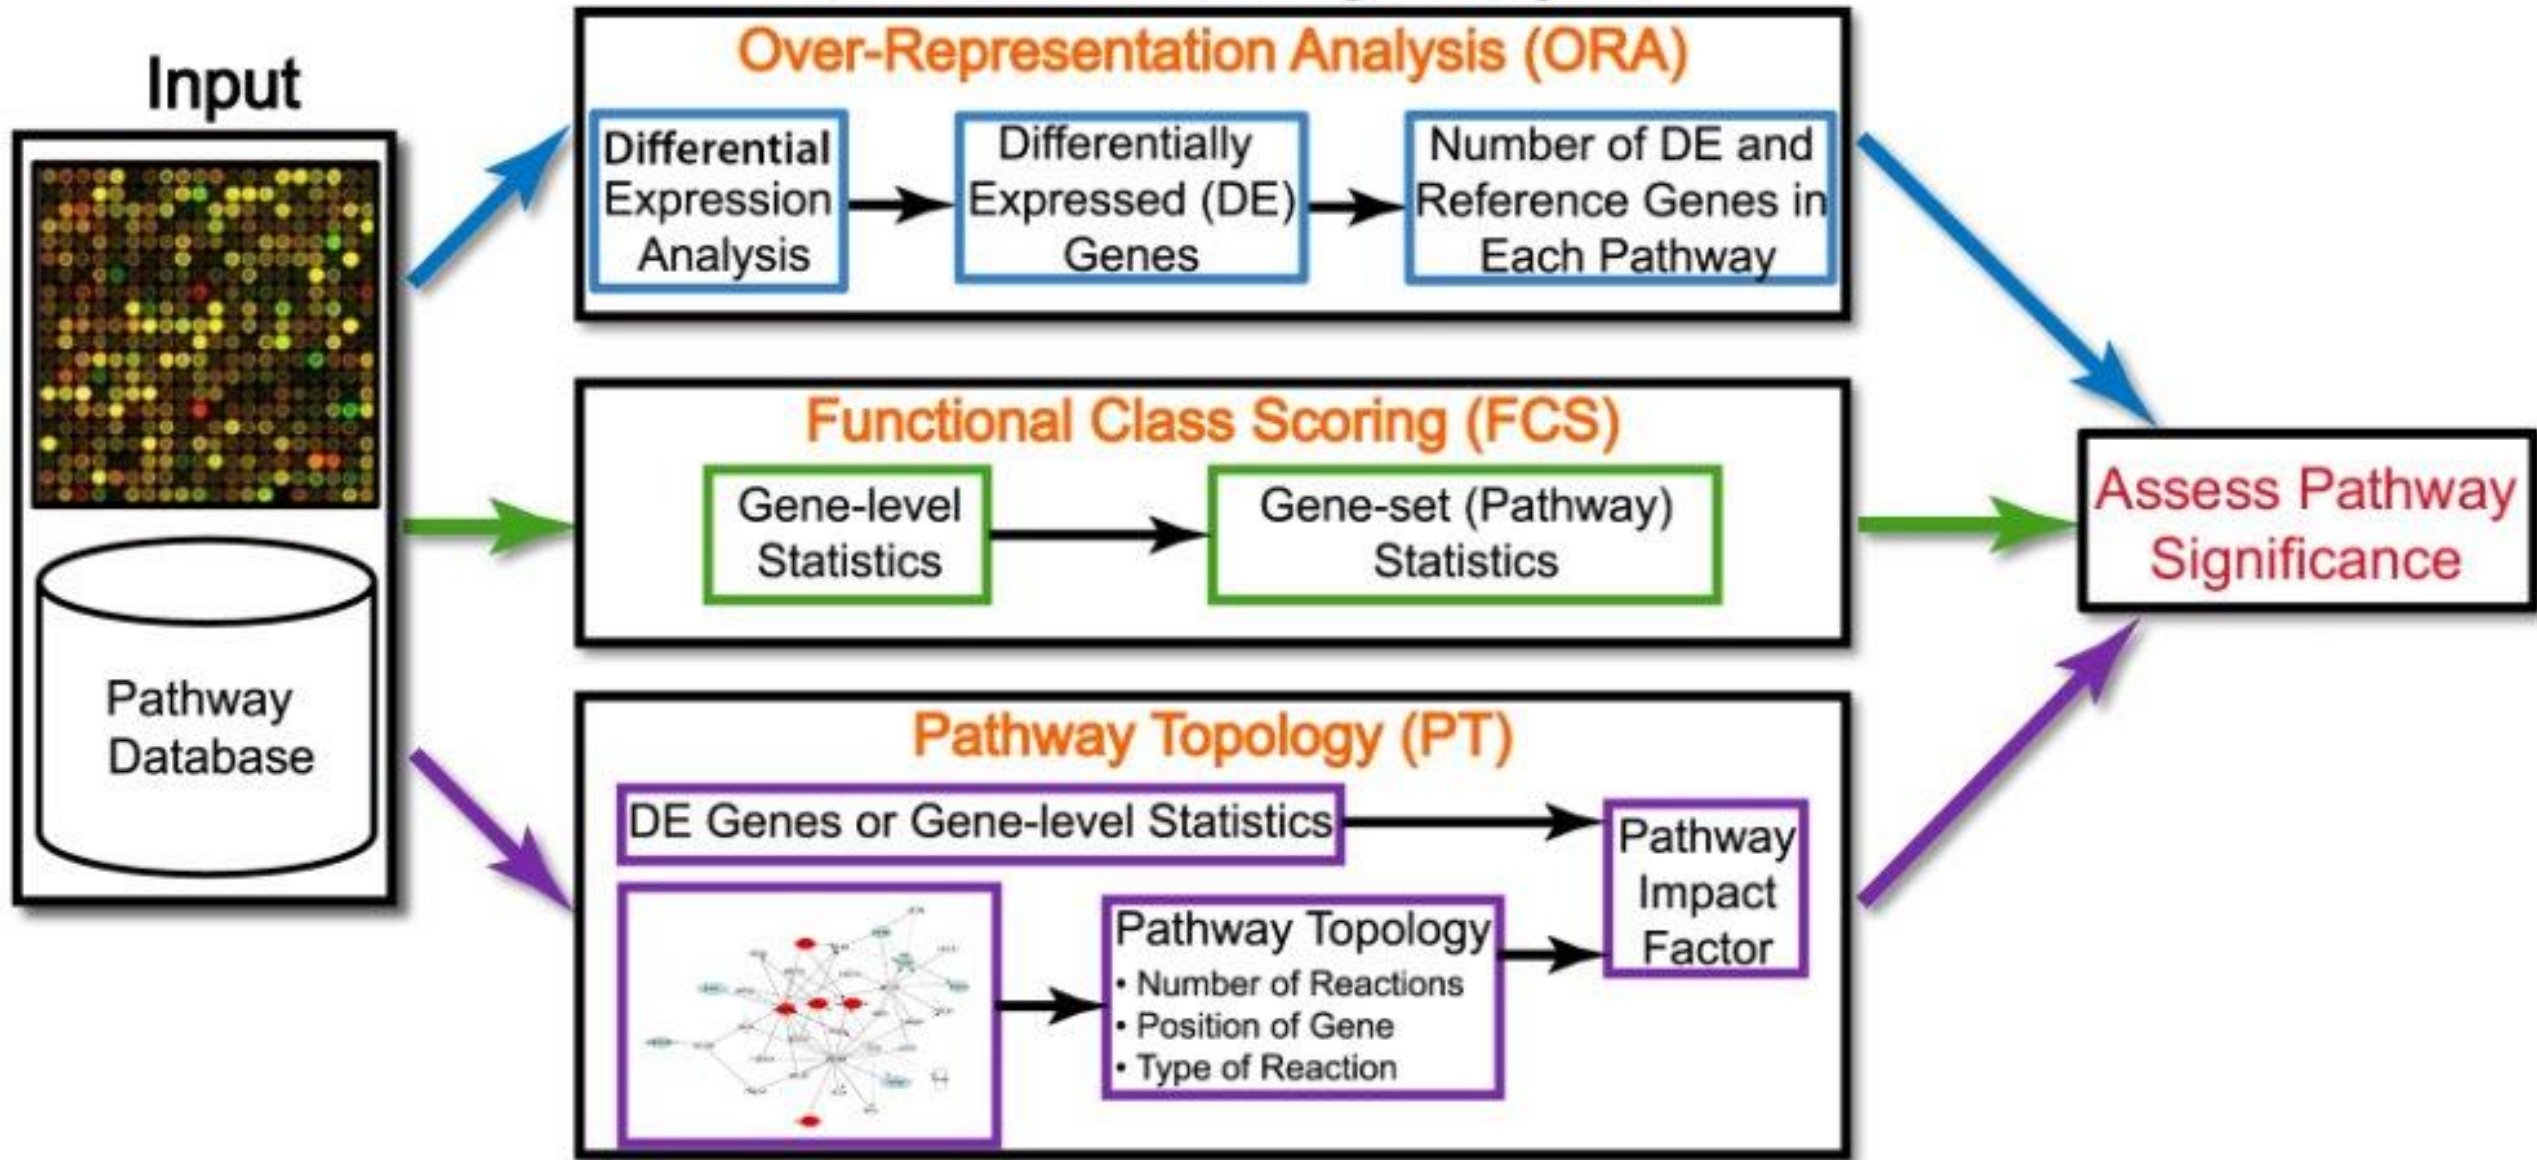 Input
Pathway
Database
Over-Representation Analysis (ORA)
Differential
Expression
Analysis
Differentially
Expressed (DE)
Genes
Number of DE and
Reference Genes in
Each Pathway
Functional Class Scoring (FCS)
Gene-level
Statistics
Gene-set (Pathway)
Statistics
Pathway Topology (PT)
DE Genes or Gene-level Statistics
Pathway Topology
• Number of Reactions
• Position of Gene
• Type of Reaction
Pathway
Impact
Factor
Assess Pathway
Significance